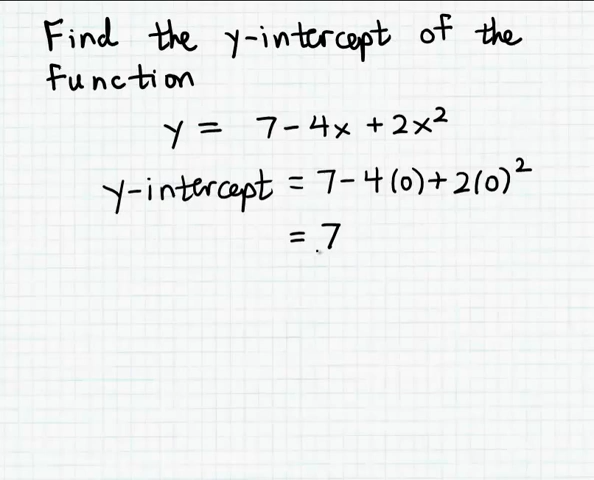 Find the y-intercept of the
function
y = 7 - 4x + 2x²
y-intercept = 7 - 4(0) + 2(0)²
= 7